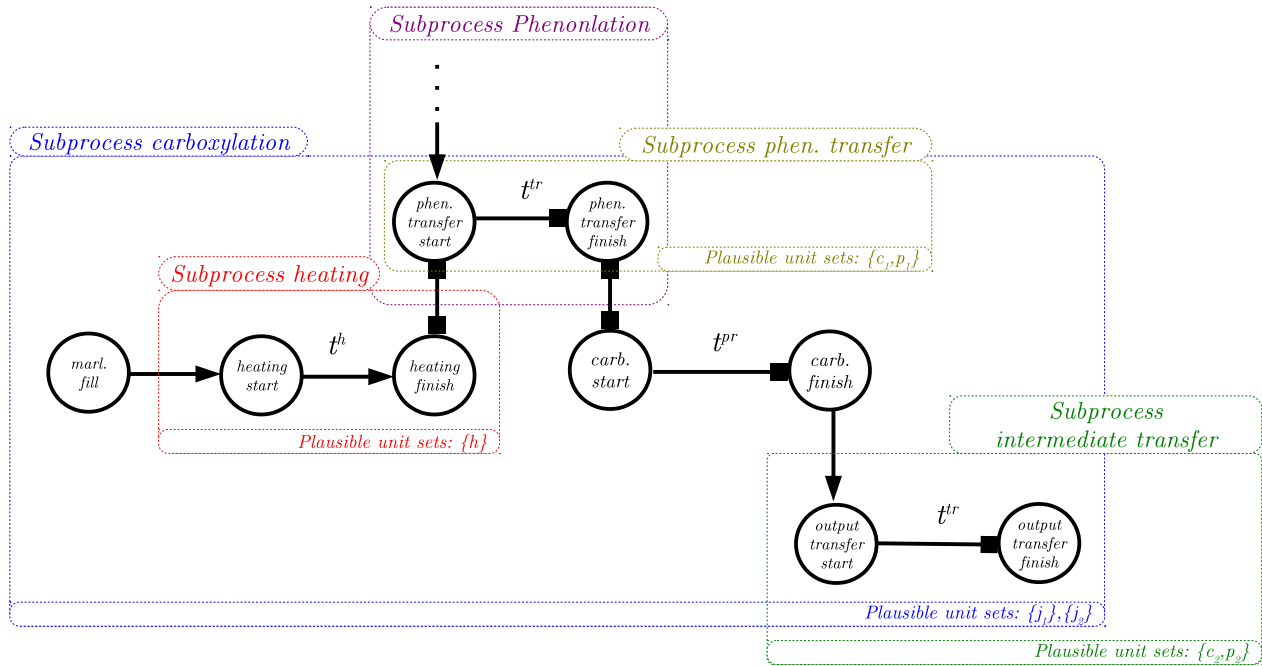 Subprocess Phenonlation
Subprocess carboxylation
Subprocess phen. transfer
phen.
transfer
start
t^{tr}
phen.
transfer
finish
Plausible unit sets: {c₁,p₁}
Subprocess heating
marl.
fill
heating
start
t^h
heating
finish
carb.
start
t^{pr}
carb.
finish
Plausible unit sets: {h}
Subprocess
intermediate transfer
output
transfer
start
t^{tr}
output
transfer
finish
Plausible unit sets: {j₁},{j₂}
Plausible unit sets: {c₂,p₂}